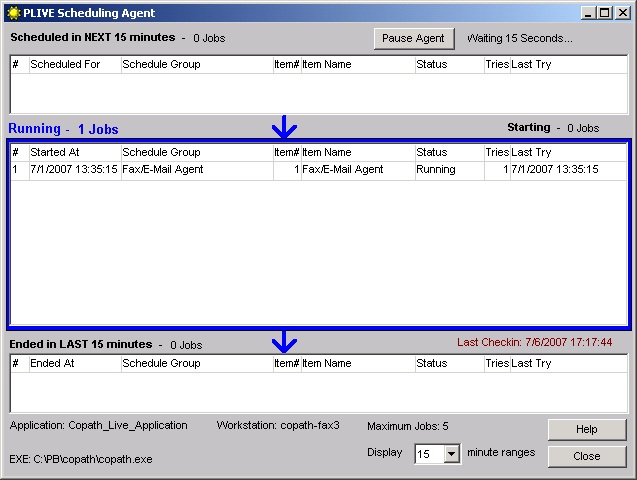 PLIVE Scheduling Agent
Scheduled in NEXT 15 minutes - 0 Jobs Pause Agent Waiting 15 Seconds...
# Scheduled For Schedule Group Item# Item Name Status Tries Last Try
Running - 1 Jobs Starting - 0 Jobs
# Started At Schedule Group Item# Item Name Status Tries Last Try
1 7/1/2007 13:35:15 Fax/E-Mail Agent 1 Fax/E-Mail Agent Running 1 7/1/2007 13:35:15
Ended in LAST 15 minutes - 0 Jobs Last Checkin: 7/6/2007 17:17:44
# Ended At Schedule Group Item# Item Name Status Tries Last Try
Application: Copath_Live_Application Workstation: copath-fax3 Maximum Jobs: 5 Help
EXE: C:\PB\copath\copath.exe Display 15 minute ranges Close